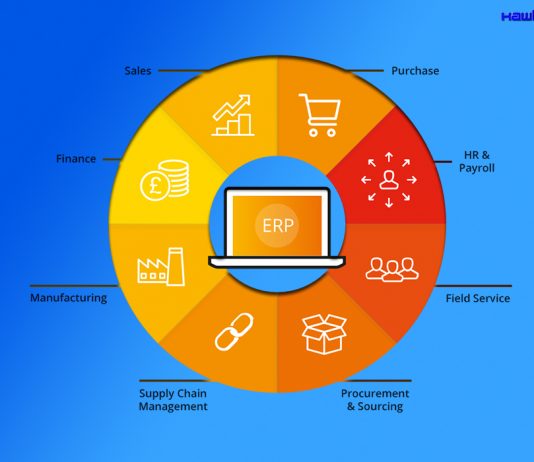 Sales
Purchase
Finance
HR &
Payroll
ERP
£
Manufacturing
Field Service
Supply Chain
Management
Procurement
& Sourcing